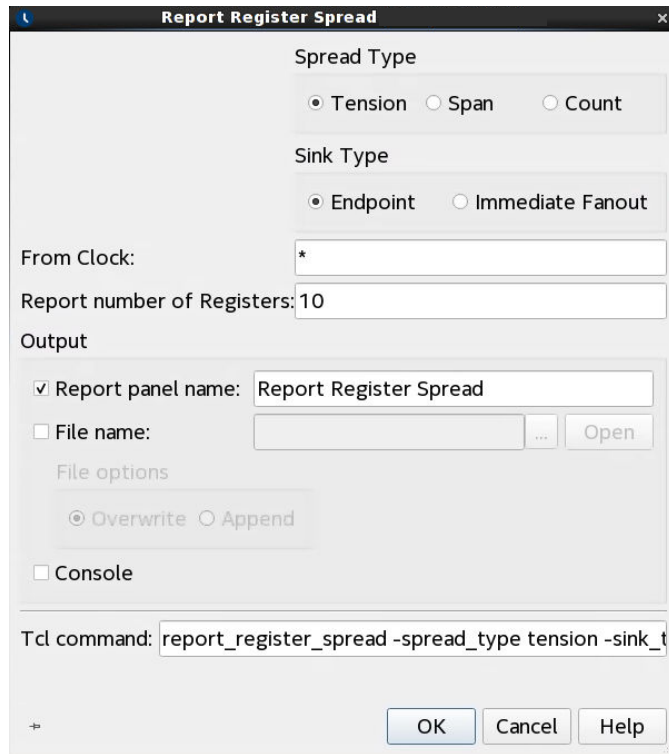 Report Register Spread
Spread Type
Tension Span Count
Sink Type
Endpoint Immediate Fanout
From Clock: *
Report number of Registers: 10
Output
Report panel name: Report Register Spread
File name: ... Open
File options
Overwrite Append
Console
Tcl command: report_register_spread -spread_type tension -sink_t
OK Cancel Help